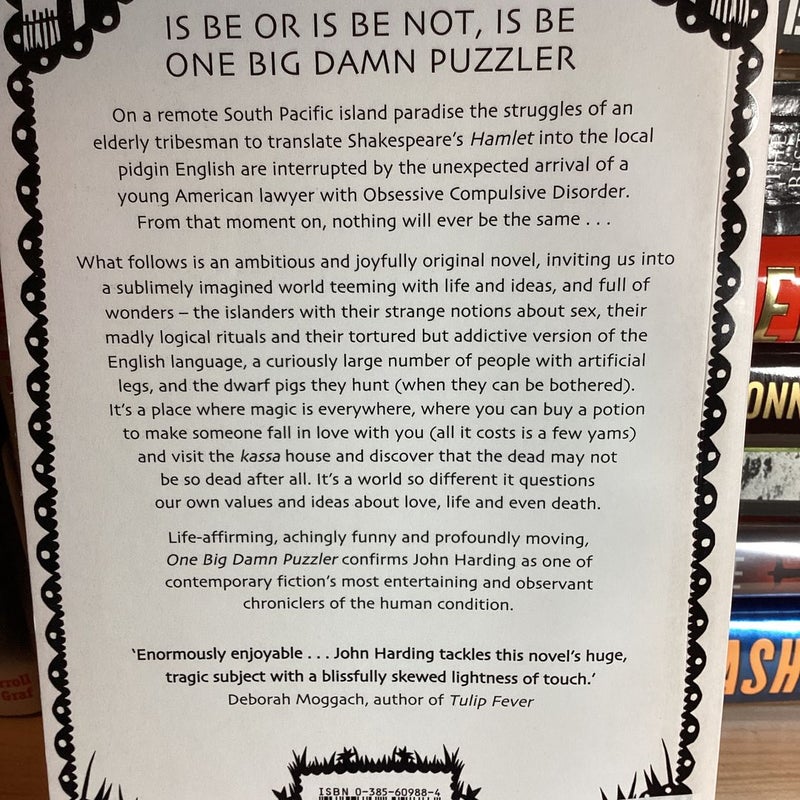 IS BE OR IS BE NOT, IS BE
ONE BIG DAMN PUZZLER
On a remote South Pacific island paradise the struggles of an
elderly tribesman to translate Shakespeare's Hamlet into the local
pidgin English are interrupted by the unexpected arrival of a
young American lawyer with Obsessive Compulsive Disorder.
From that moment on, nothing will ever be the same . . .
What follows is an ambitious and joyfully original novel, inviting us into
a sublimely imagined world teeming with life and ideas, and full of
wonders – the islanders with their strange notions about sex, their
madly logical rituals and their tortured but addictive version of the
English language, a curiously large number of people with artificial
legs, and the dwarf pigs they hunt (when they can be bothered).
It's a place where magic is everywhere, where you can buy a potion
to make someone fall in love with you (all it costs is a few yams)
and visit the kassa house and discover that the dead may not
be so dead after all. It's a world so different it questions
our own values and ideas about love, life and even death.
Life-affirming, achingly funny and profoundly moving,
One Big Damn Puzzler confirms John Harding as one of
contemporary fiction's most entertaining and observant
chroniclers of the human condition.
'Enormously enjoyable . . . John Harding tackles this novel's huge,
tragic subject with a blissfully skewed lightness of touch.'
Deborah Moggach, author of Tulip Fever
ISBN 0-385-60988-4
ONN
ASH
rroll
Graf